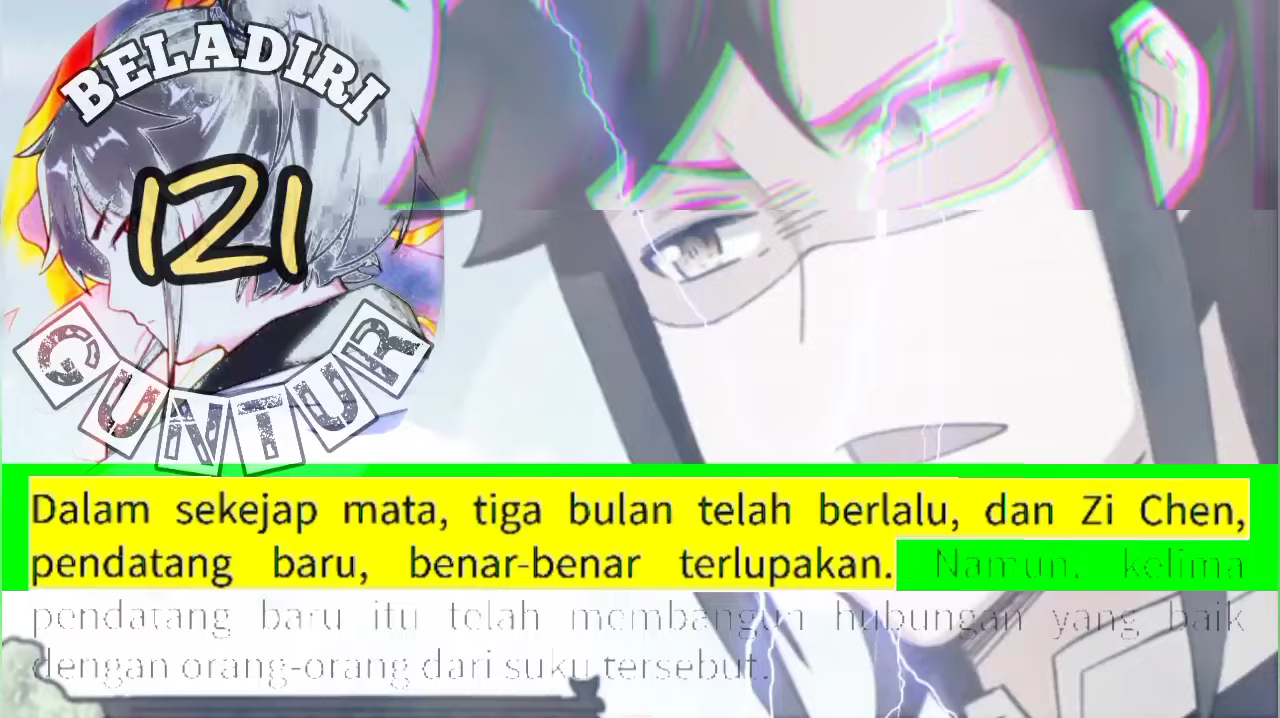 BELADIRI
121
GUNTUR
Dalam sekejap mata, tiga bulan telah berlalu, dan Zi Chen,
pendatang baru, benar-benar terlupakan. Namun, kelima
pendatang baru itu telah membangun hubungan yang baik
dengan orang-orang dari suku tersebut.